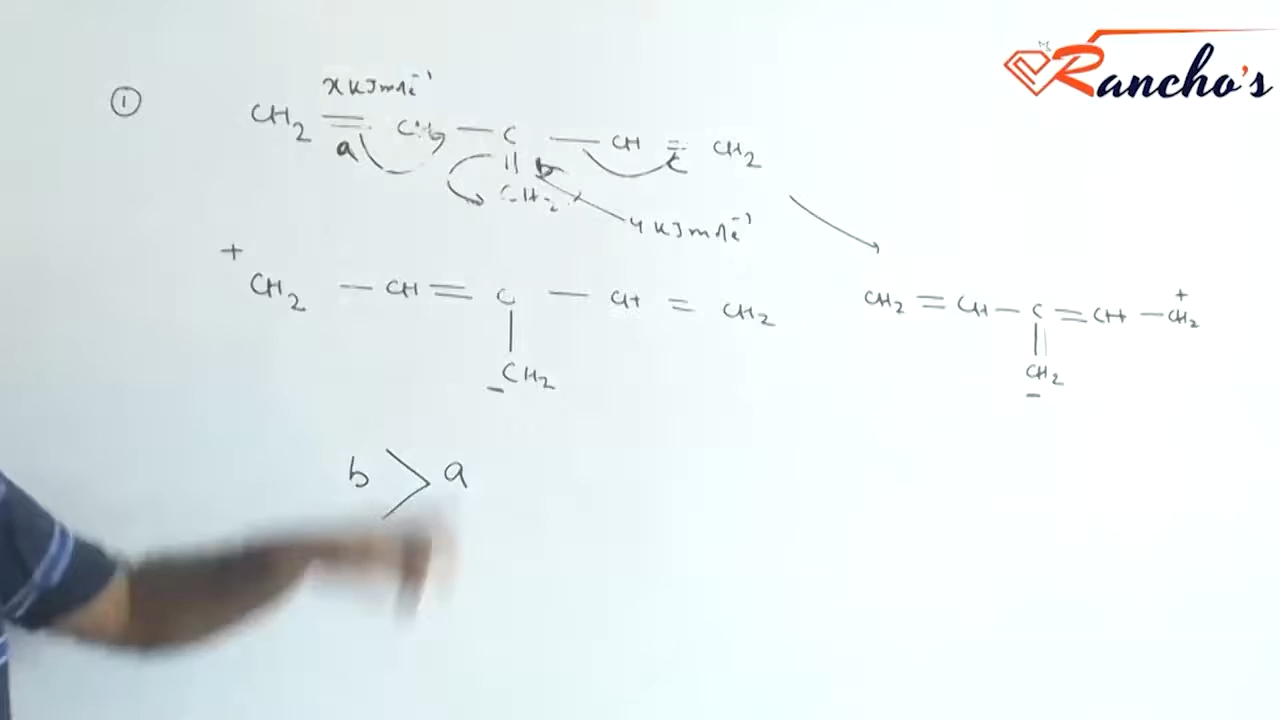 Rancho's
①
x kJ mol⁻¹
CH₂ = CH — C — CH = CH₂
a || b c
CH₂
y kJ mol⁻¹
+
CH₂ — CH = C — CH = CH₂
|
CH₂
−
CH₂ = CH — C = CH — CH₂
+
|
CH₂
−
b > a